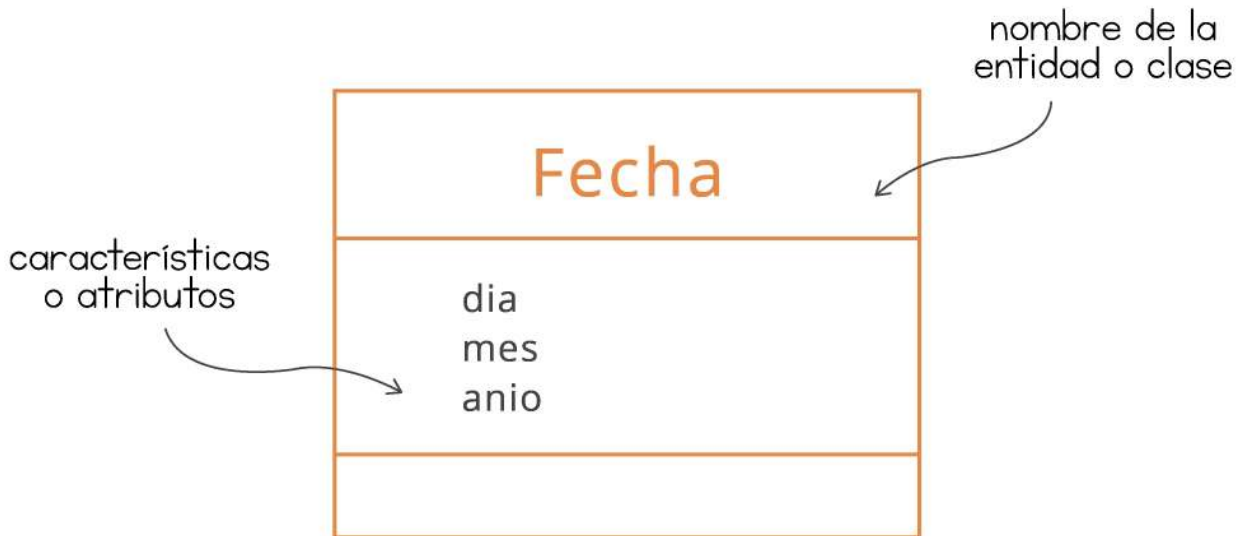 nombre de la
entidad o clase
Fecha
características
o atributos
dia
mes
anio